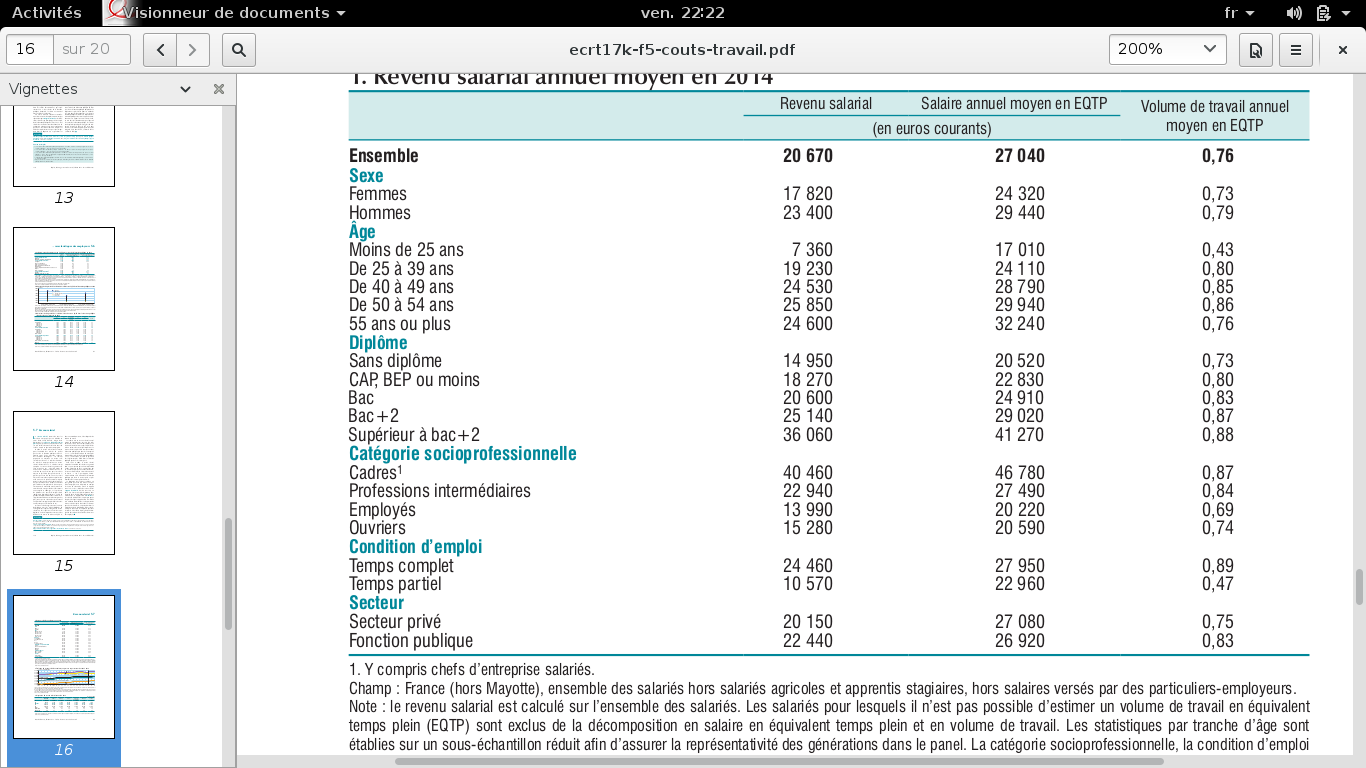 Activités Visionneur de documents ven. 22:22 fr
16 sur 20 ecrt17k-f5-couts-travail.pdf 200%
Vignettes
13
14
15
16
1. Revenu salarial annuel moyen en 2014
Revenu salarial Salaire annuel moyen en EQTP Volume de travail annuel
(en euros courants) moyen en EQTP
Ensemble 20 670 27 040 0,76
Sexe
Femmes 17 820 24 320 0,73
Hommes 23 400 29 440 0,79
Âge
Moins de 25 ans 7 360 17 010 0,43
De 25 à 39 ans 19 230 24 110 0,80
De 40 à 49 ans 24 530 28 790 0,85
De 50 à 54 ans 25 850 29 940 0,86
55 ans ou plus 24 600 32 240 0,76
Diplôme
Sans diplôme 14 950 20 520 0,73
CAP, BEP ou moins 18 270 22 830 0,80
Bac 20 600 24 910 0,83
Bac+2 25 140 29 020 0,87
Supérieur à bac+2 36 060 41 270 0,88
Catégorie socioprofessionnelle
Cadres¹ 40 460 46 780 0,87
Professions intermédiaires 22 940 27 490 0,84
Employés 13 990 20 220 0,69
Ouvriers 15 280 20 590 0,74
Condition d'emploi
Temps complet 24 460 27 950 0,89
Temps partiel 10 570 22 960 0,47
Secteur
Secteur privé 20 150 27 080 0,75
Fonction publique 22 440 26 920 0,83
1. Y compris chefs d'entreprise salariés.
Champ : France (hors Mayotte), ensemble des salariés hors salariés agricoles et apprentis stagiaires, hors salaires versés par des particuliers-employeurs.
Note : le revenu salarial est calculé sur l'ensemble des salariés. Les salariés pour lesquels il n'est pas possible d'estimer un volume de travail en équivalent
temps plein (EQTP) sont exclus de la décomposition en salaire en équivalent temps plein et en volume de travail. Les statistiques par tranche d'âge sont
établies sur un sous-échantillon réduit afin d'assurer la représentativité des générations dans le panel. La catégorie socioprofessionnelle, la condition d'emploi